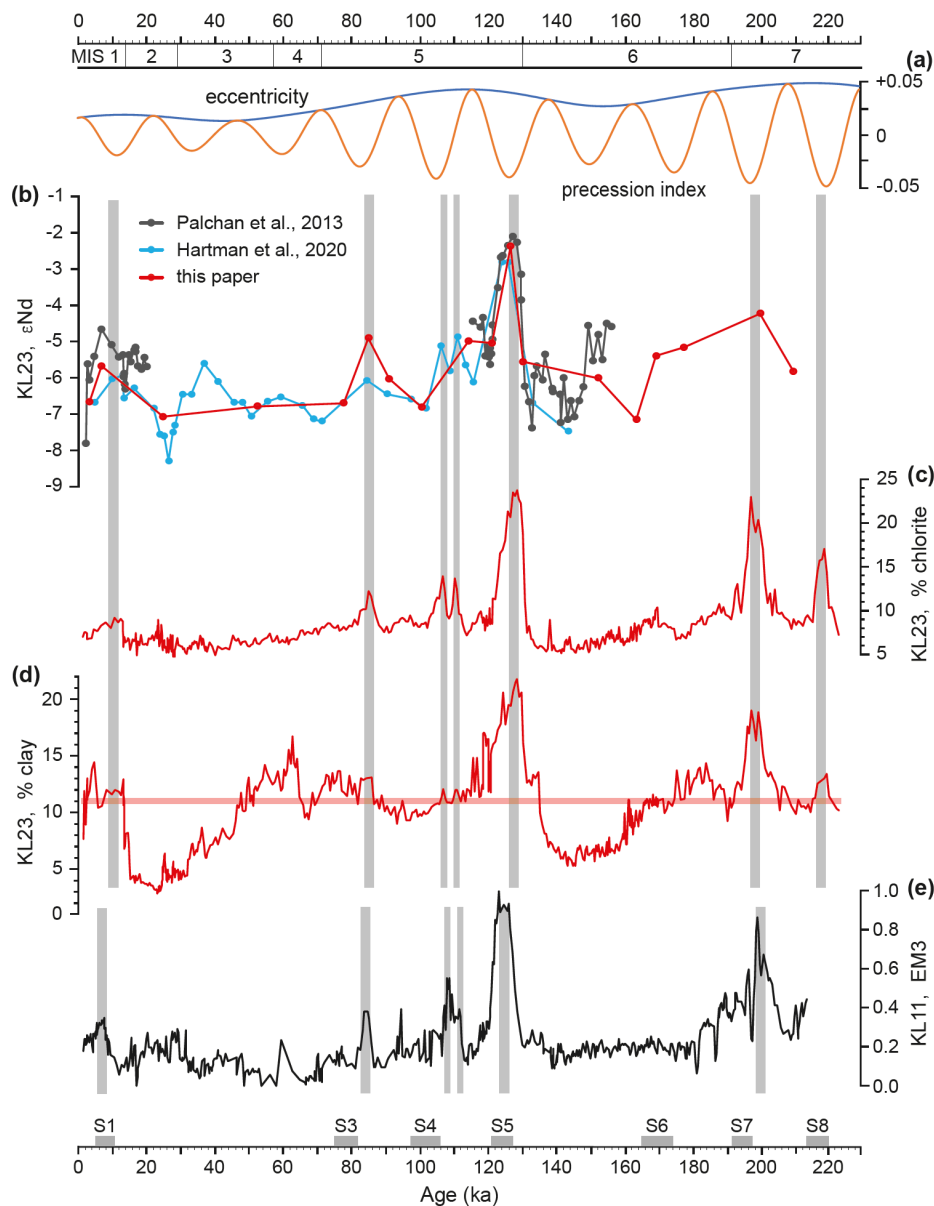 0 20 40 60 80 100 120 140 160 180 200 220
MIS 1 2 3 4 5 6 7
(a)
eccentricity
+0.05
0
-0.05
precession index
(b)
-1
-2
-3
-4
-5
-6
-7
-8
-9
KL23, εNd
Palchan et al., 2013
Hartman et al., 2020
this paper
(c)
25
20
15
10
5
KL23, % chlorite
(d)
20
15
10
5
0
KL23, % clay
(e)
1.0
0.8
0.6
0.4
0.2
0.0
KL11, EM3
S1 S3 S4 S5 S6 S7 S8
0 20 40 60 80 100 120 140 160 180 200 220
Age (ka)